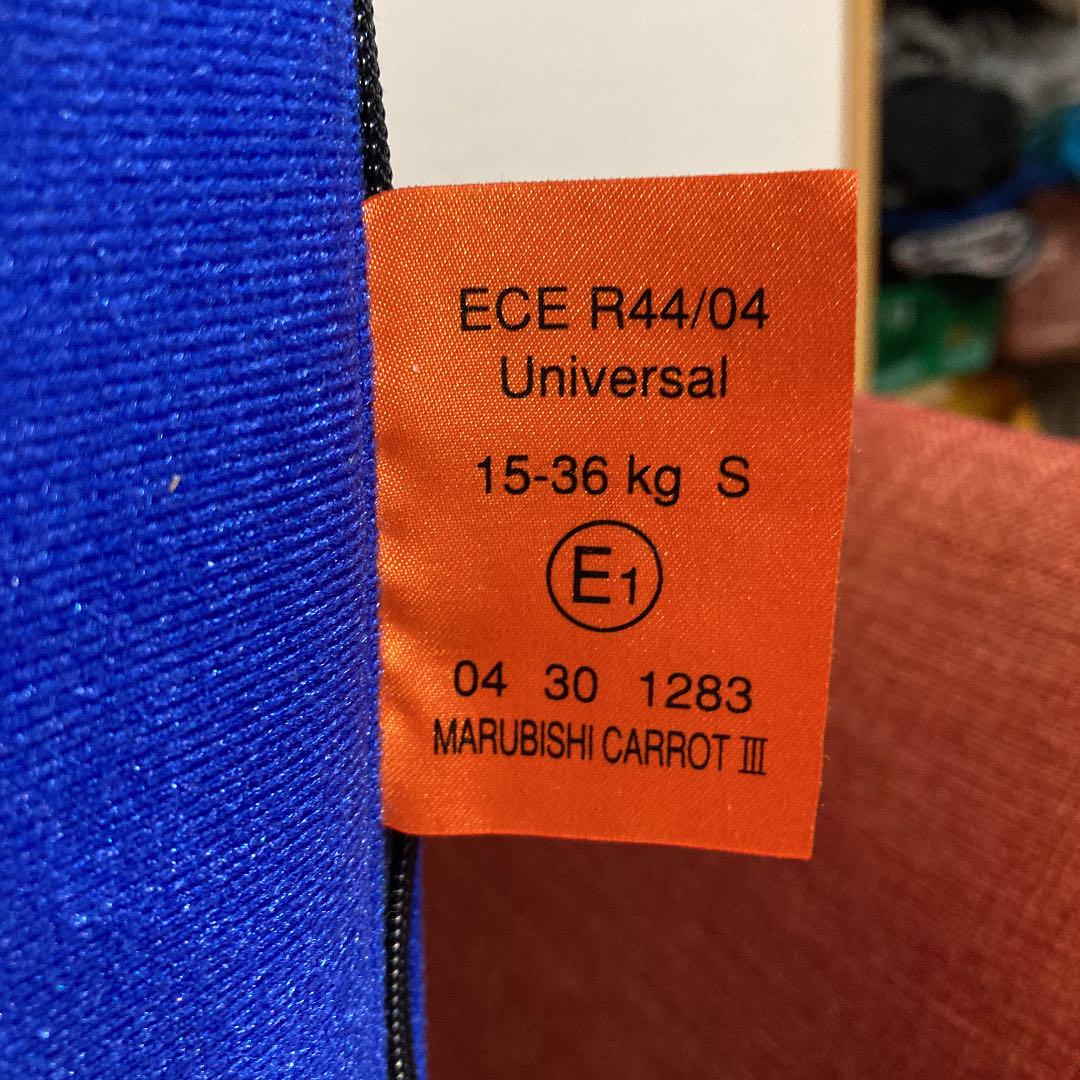 ECE R44/04
Universal
15-36 kg S
E1
04 30 1283
MARUBISHI CARROT III